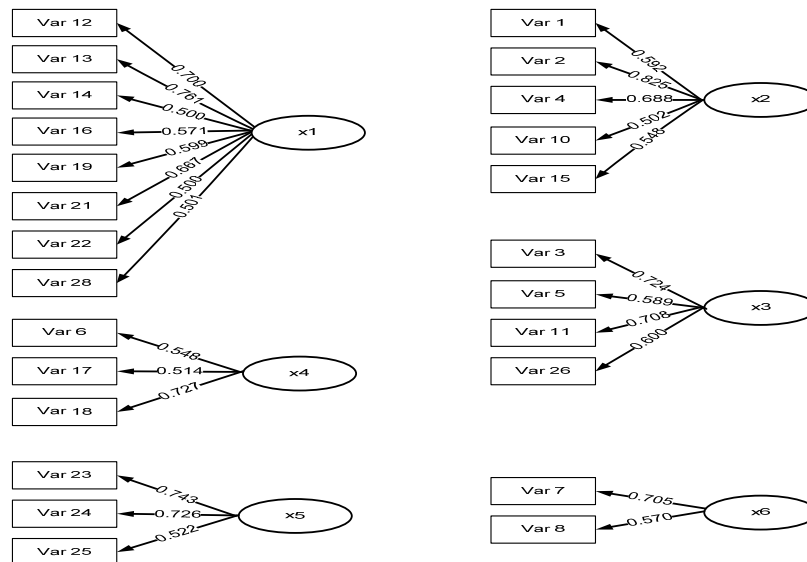 Var 12
Var 13
Var 14
Var 16
Var 19
Var 21
Var 22
Var 28
0.700
0.761
0.500
0.571
0.599
0.667
0.500
0.501
x1
Var 1
Var 2
Var 4
Var 10
Var 15
0.592
0.825
0.688
0.502
0.548
x2
Var 3
Var 5
Var 11
Var 26
0.724
0.589
0.708
0.600
x3
Var 6
Var 17
Var 18
0.548
0.514
0.727
x4
Var 23
Var 24
Var 25
0.743
0.726
0.522
x5
Var 7
Var 8
0.705
0.570
x6